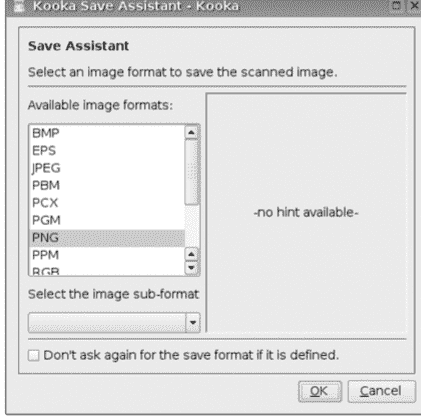 Kooka Save Assistant - Kooka
Save Assistant
Select an image format to save the scanned image.
Available image formats:
BMP
EPS
JPEG
PBM
PCX
PGM
PNG
PPM
RGB
-no hint available-
Select the image sub-format
Don't ask again for the save format if it is defined.
OK Cancel